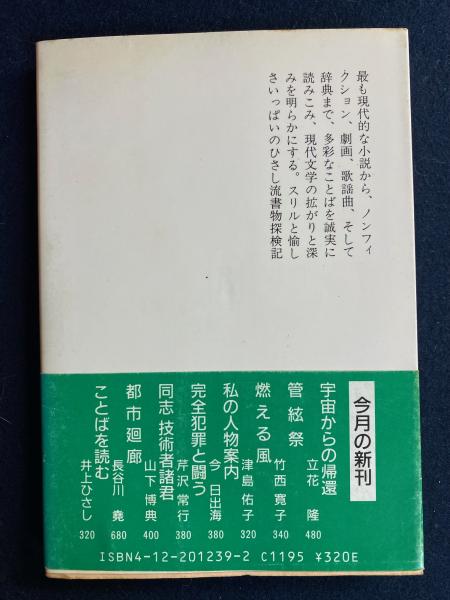 最も現代的な小説から、ノンフィ
クション、劇画、歌謡曲、そして
辞典まで、多彩なことばを誠実に
読みこみ、現代文学の拡がりと深
みを明らかにする。スリルと愉し
さいっぱいのひさし流書物探検記
今月の新刊
宇宙からの帰還 立花 隆 480
管絃祭 竹西寛子 340
燃える風 津島佑子 320
私の人物案内 今 日出海 380
完全犯罪と闘う 芹沢常行 380
同志 技術者諸君 山下博典 400
都市廻廊 長谷川 堯 680
ことばを読む 井上ひさし 320
ISBN4-12-201239-2 C1195 ¥320E